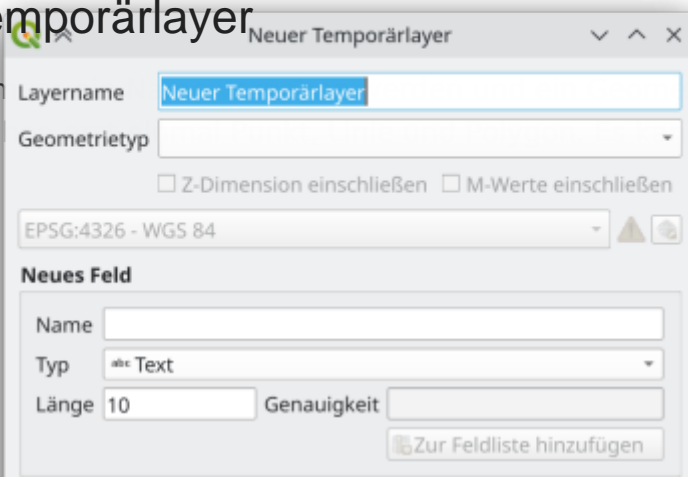 emporärlayer
Neuer Temporärlayer
Layername Neuer Temporärlayer
Geometrietyp
Z-Dimension einschließen M-Werte einschließen
EPSG:4326 - WGS 84
Neues Feld
Name
Typ abc Text
Länge 10 Genauigkeit
Zur Feldliste hinzufügen